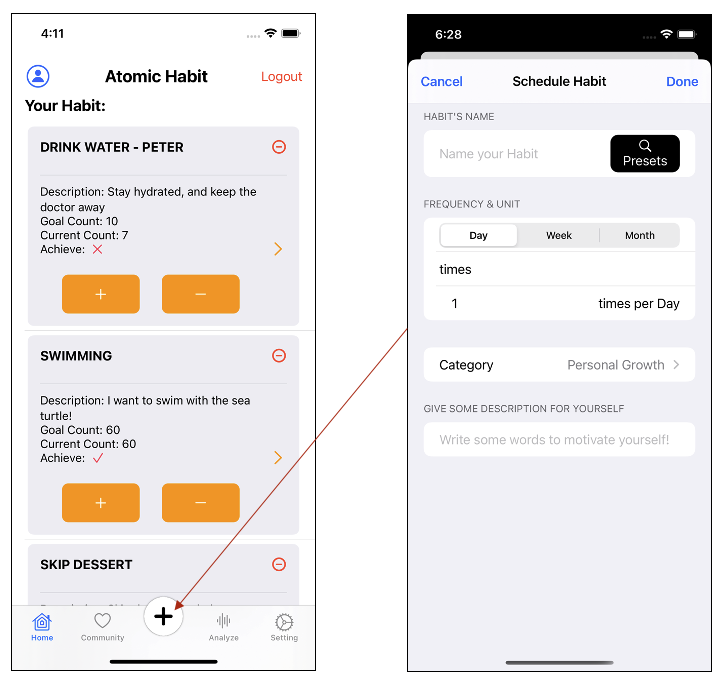 4:11
Atomic Habit
Logout
Your Habit:
DRINK WATER - PETER
Description: Stay hydrated, and keep the
doctor away
Goal Count: 10
Current Count: 7
Achieve:
+ −
SWIMMING
Description: I want to swim with the sea
turtle!
Goal Count: 60
Current Count: 60
Achieve:
+ −
SKIP DESSERT
Home
Community
Analyze
Setting
6:28
Cancel
Schedule Habit
Done
HABIT'S NAME
Name your Habit
Presets
FREQUENCY & UNIT
Day
Week
Month
times
1
times per Day
Category
Personal Growth
GIVE SOME DESCRIPTION FOR YOURSELF
Write some words to motivate yourself!